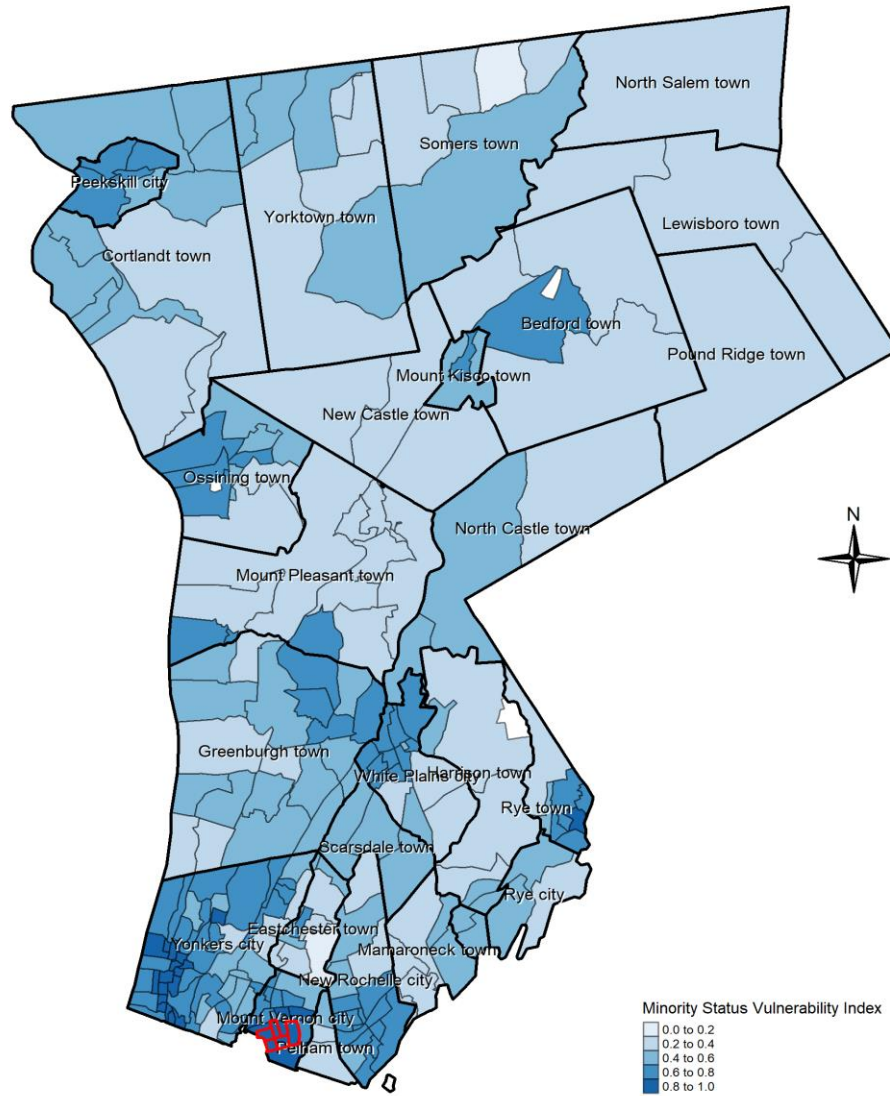 North Salem town
Somers town
Peekskill city
Yorktown town
Lewisboro town
Cortlandt town
Bedford town
Pound Ridge town
Mount Kisco town
New Castle town
Ossining town
North Castle town
N
Mount Pleasant town
Greenburgh town
White Plains city
Harrison town
Rye town
Scarsdale town
Rye city
Eastchester town
Yonkers city
Mamaroneck town
New Rochelle city
Mount Vernon city
Pelham town
Minority Status Vulnerability Index
0.0 to 0.2
0.2 to 0.4
0.4 to 0.6
0.6 to 0.8
0.8 to 1.0